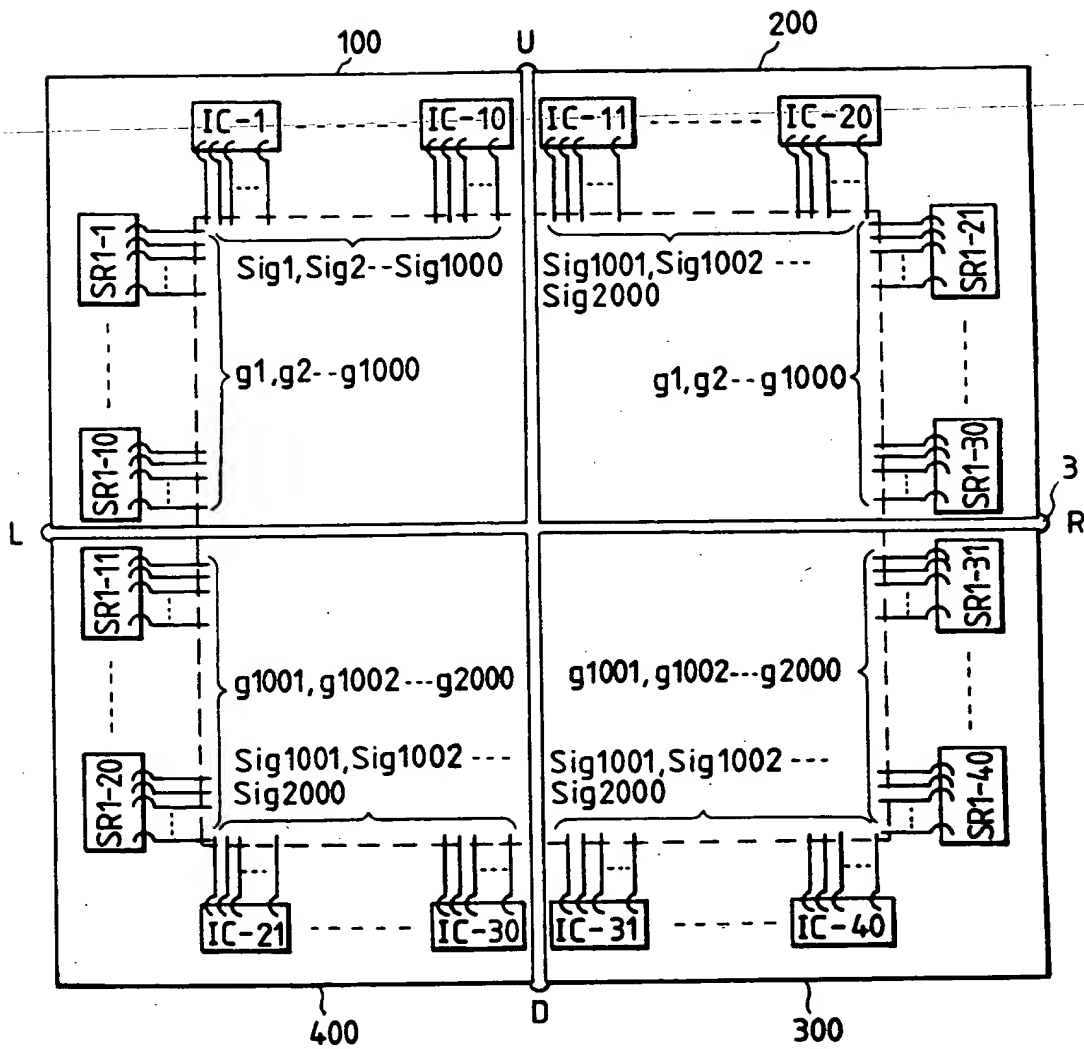 100
U
200
IC-1
IC-10
IC-11
IC-20
SR1-1
Sig1,Sig2--Sig1000
Sig1001,Sig1002 ---
Sig2000
SR1-21
g1,g2--g1000
g1,g2--g1000
SR1-10
SR1-30
3
L
R
SR1-11
SR1-31
g1001,g1002---g2000
g1001,g1002---g2000
SR1-20
Sig1001,Sig1002 ---
Sig2000
Sig1001,Sig1002 ---
Sig2000
SR1-40
IC-21
IC-30
IC-31
IC-40
400
D
300